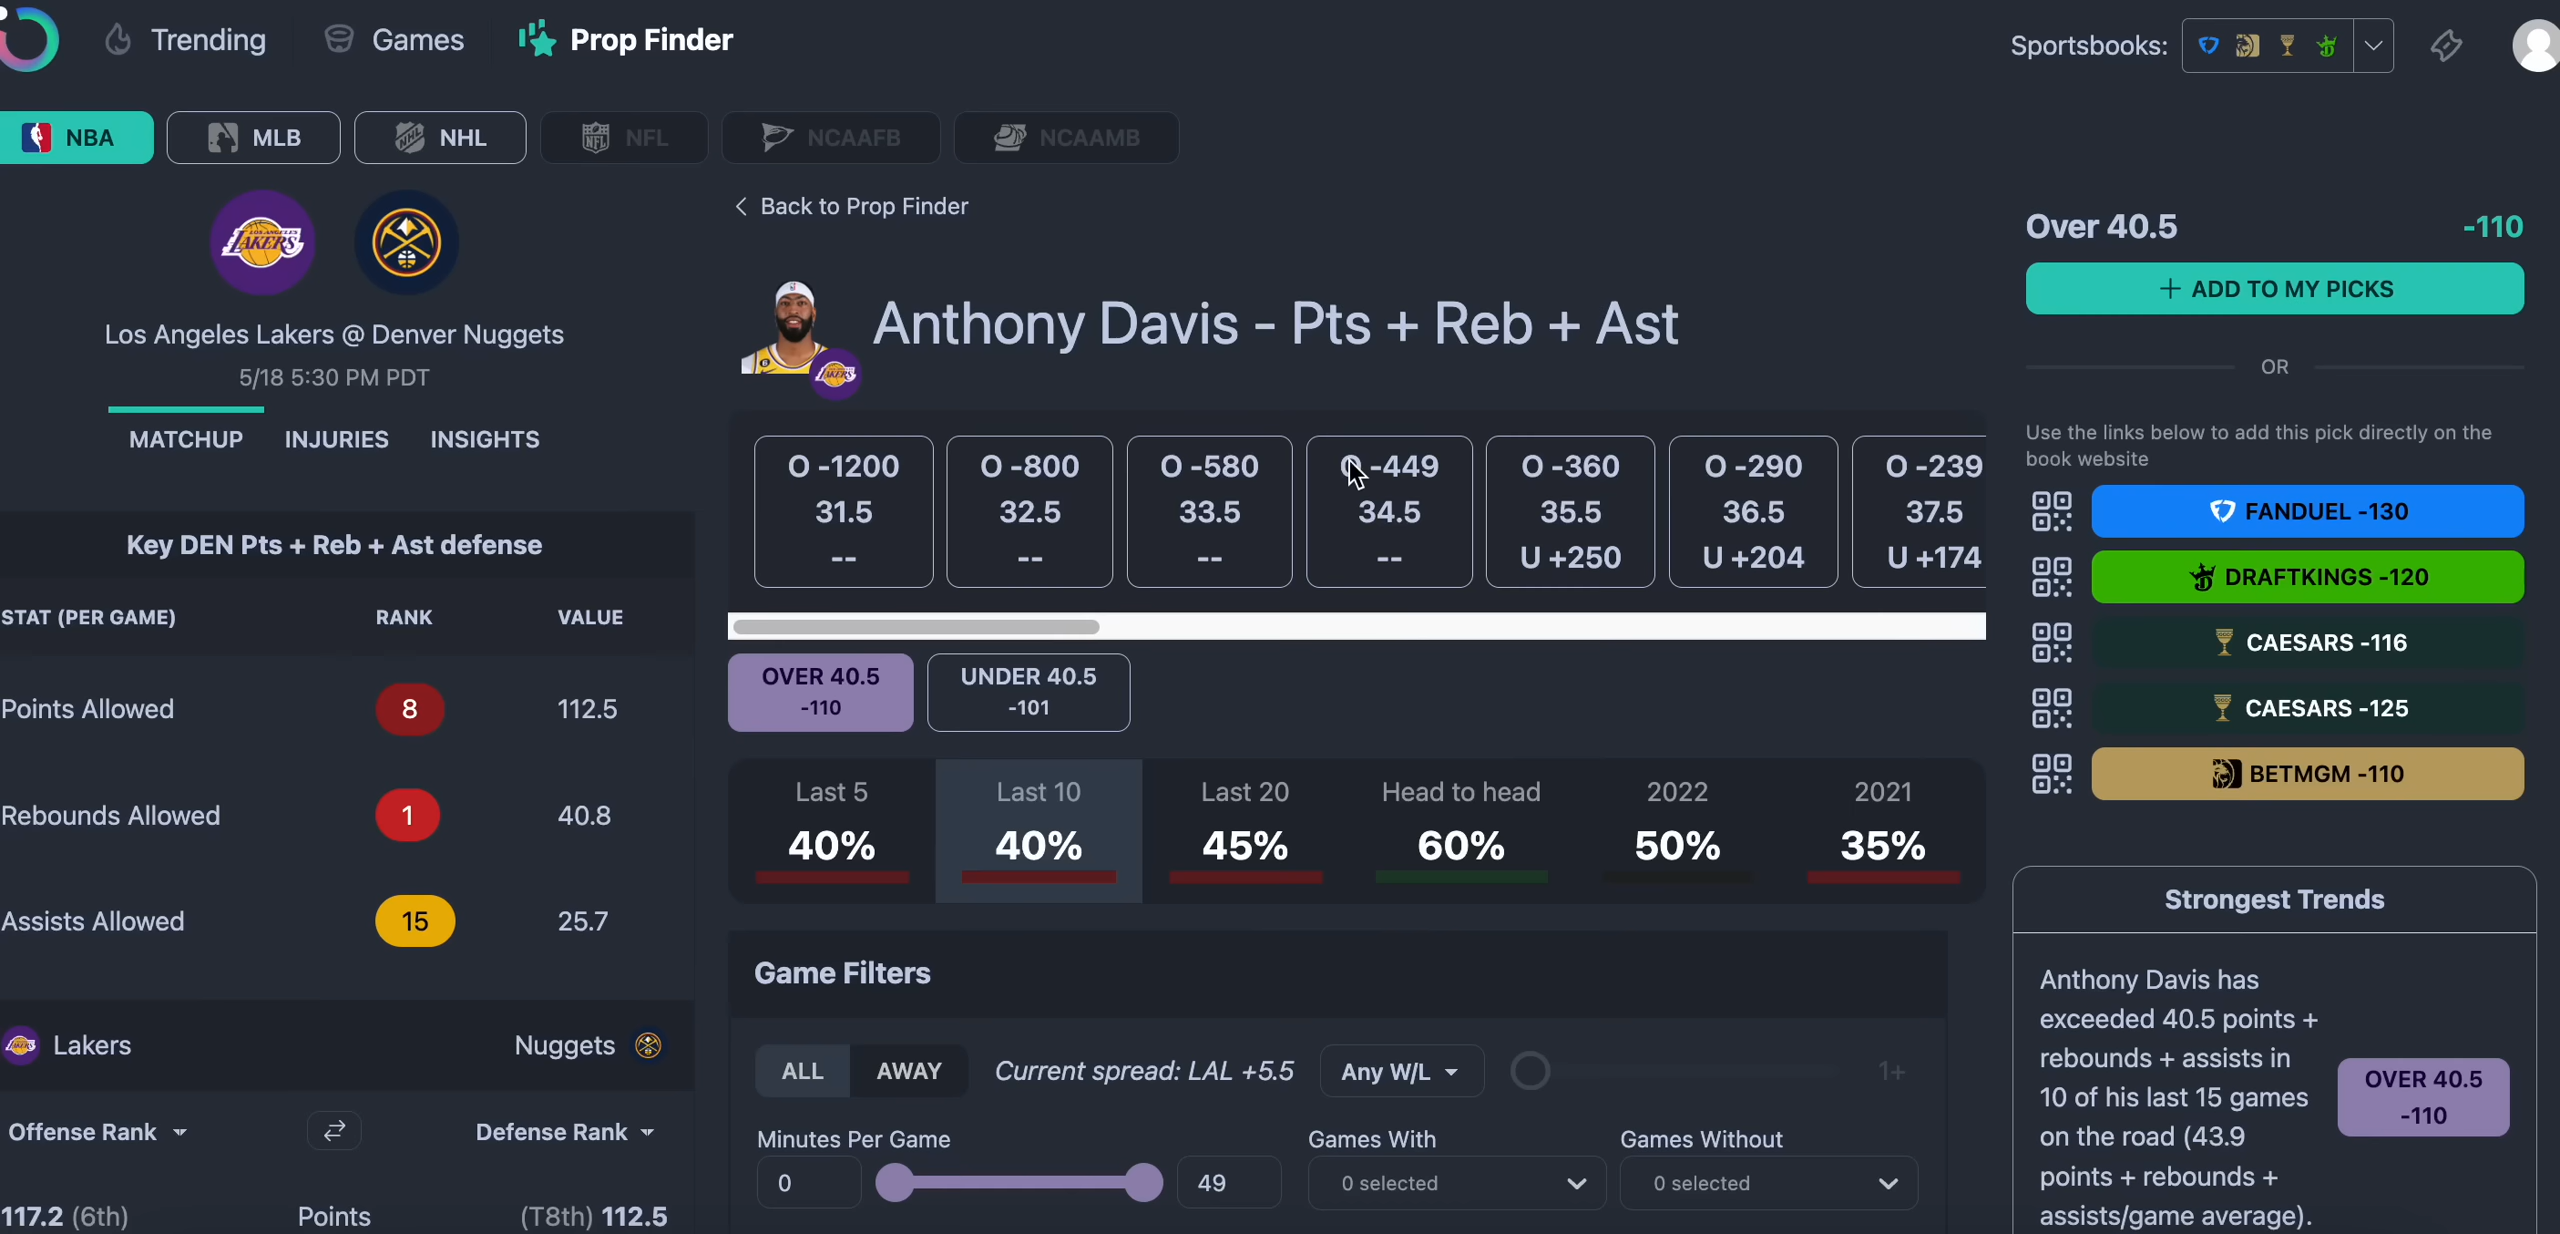 Trending
Games
Prop Finder
Sportsbooks:
NBA
MLB
NHL
NFL
NCAAFB
NCAAMB
LOS ANGELES
LAKERS
Los Angeles Lakers @ Denver Nuggets
5/18 5:30 PM PDT
MATCHUP
INJURIES
INSIGHTS
Key DEN Pts + Reb + Ast defense
STAT (PER GAME)
RANK
VALUE
Points Allowed
8
112.5
Rebounds Allowed
1
40.8
Assists Allowed
15
25.7
Lakers
Nuggets
Offense Rank
Defense Rank
117.2 (6th)
Points
(T8th) 112.5
Back to Prop Finder
Anthony Davis - Pts + Reb + Ast
LAKERS
O -1200
31.5
--
O -800
32.5
--
O -580
33.5
--
O -449
34.5
--
O -360
35.5
U +250
O -290
36.5
U +204
O -239
37.5
U +174
OVER 40.5
-110
UNDER 40.5
-101
Last 5
40%
Last 10
40%
Last 20
45%
Head to head
60%
2022
50%
2021
35%
Game Filters
ALL
AWAY
Current spread: LAL +5.5
Any W/L
1+
Minutes Per Game
0
49
Games With
0 selected
Games Without
0 selected
Over 40.5
-110
+ ADD TO MY PICKS
OR
Use the links below to add this pick directly on the
book website
FANDUEL -130
DRAFTKINGS -120
CAESARS -116
CAESARS -125
BETMGM -110
Strongest Trends
Anthony Davis has
exceeded 40.5 points +
rebounds + assists in
10 of his last 15 games
on the road (43.9
points + rebounds +
assists/game average).
OVER 40.5
-110